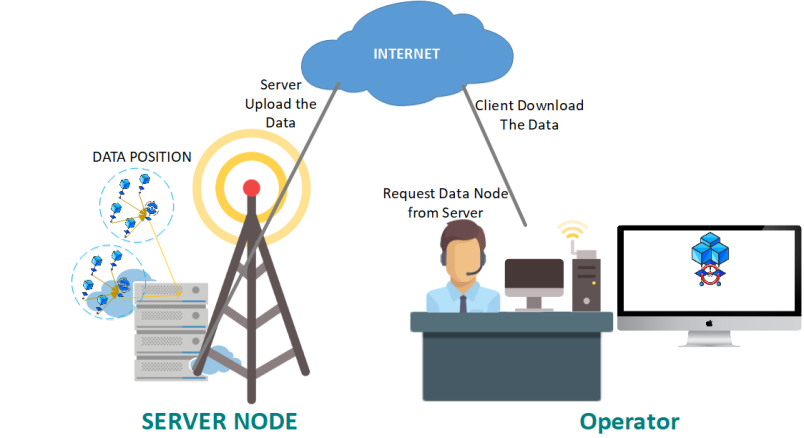 INTERNET
Server
Upload the
Data
Client Download
The Data
DATA POSITION
Request Data Node
from Server
SERVER NODE
Operator